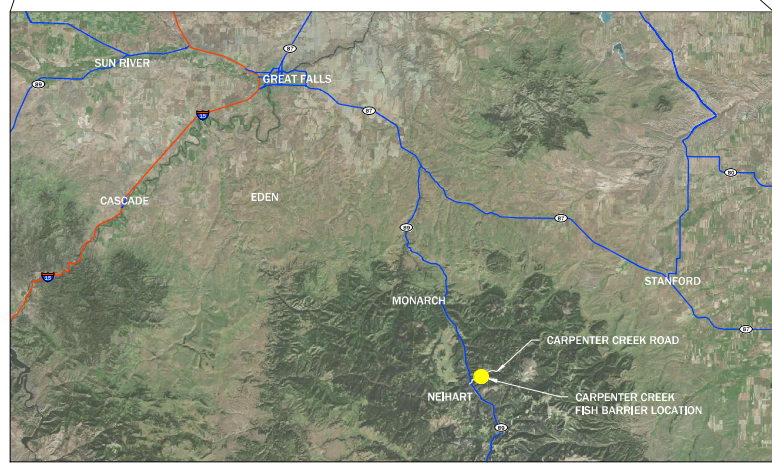 87
SUN RIVER
GREAT FALLS
89
87
15
CASCADE
EDEN
80
89
87
15
STANFORD
MONARCH
87
CARPENTER CREEK ROAD
NEIHART
CARPENTER CREEK
FISH BARRIER LOCATION
89